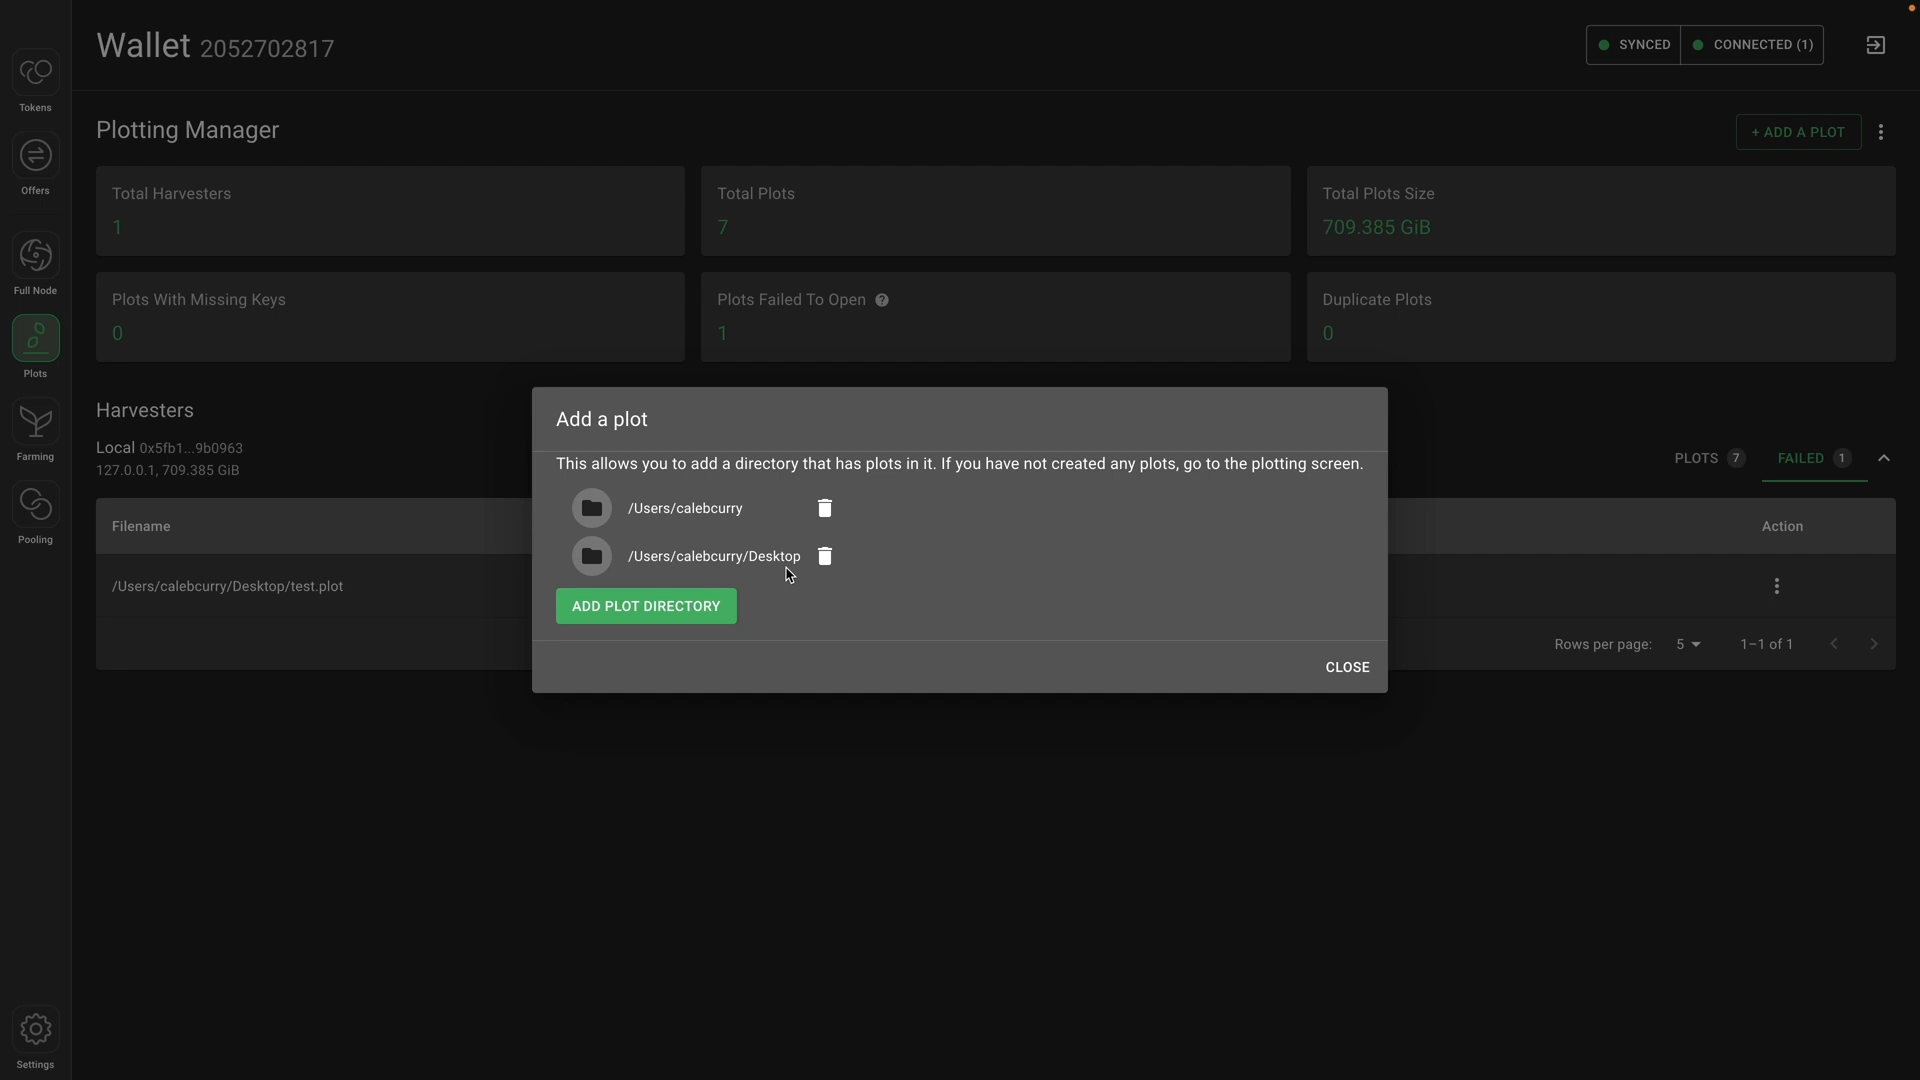 Wallet 2052702817
SYNCED
CONNECTED (1)
Tokens
Offers
Full Node
Plots
Farming
Pooling
Settings
Plotting Manager
+ ADD A PLOT
Total Harvesters
1
Total Plots
7
Total Plots Size
709.385 GiB
Plots With Missing Keys
0
Plots Failed To Open ?
1
Duplicate Plots
0
Harvesters
Local 0x5fb1...9b0963
127.0.0.1, 709.385 GiB
PLOTS 7
FAILED 1
Filename
Action
/Users/calebcurry/Desktop/test.plot
Rows per page: 5
1–1 of 1
Add a plot
This allows you to add a directory that has plots in it. If you have not created any plots, go to the plotting screen.
/Users/calebcurry
/Users/calebcurry/Desktop
ADD PLOT DIRECTORY
CLOSE